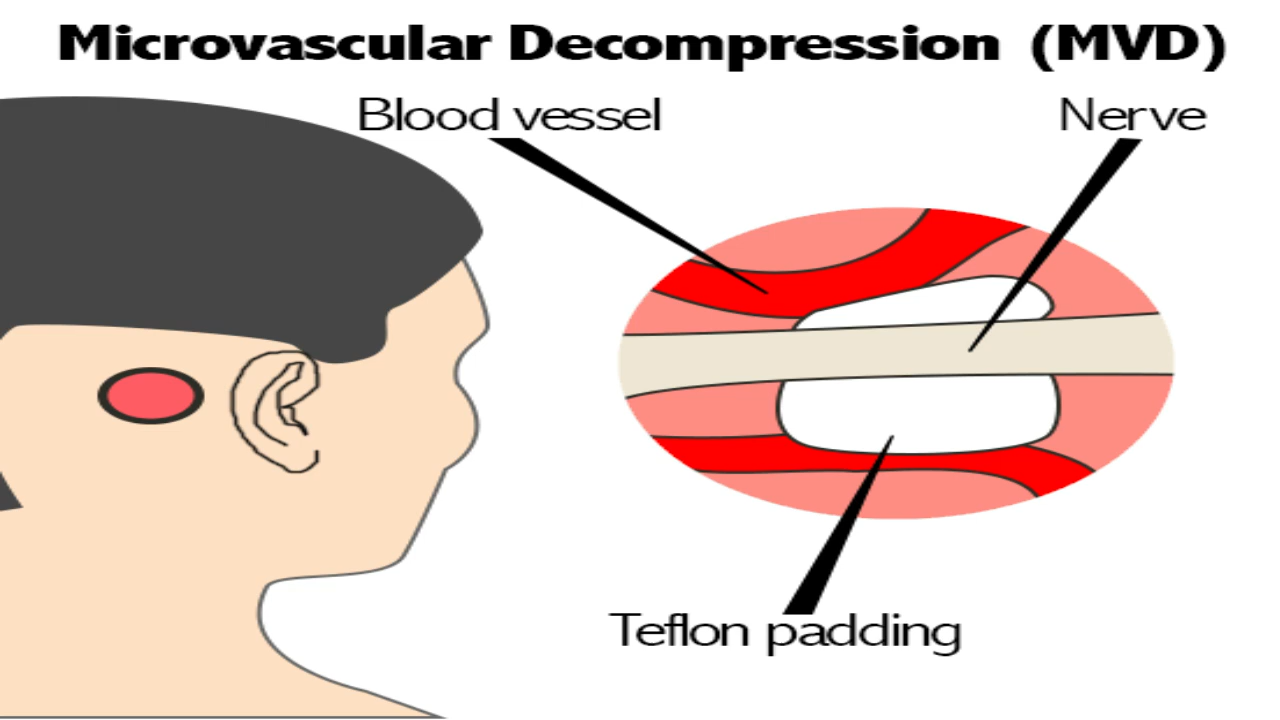 Microvascular Decompression (MVD)
Blood vessel
Nerve
Teflon padding